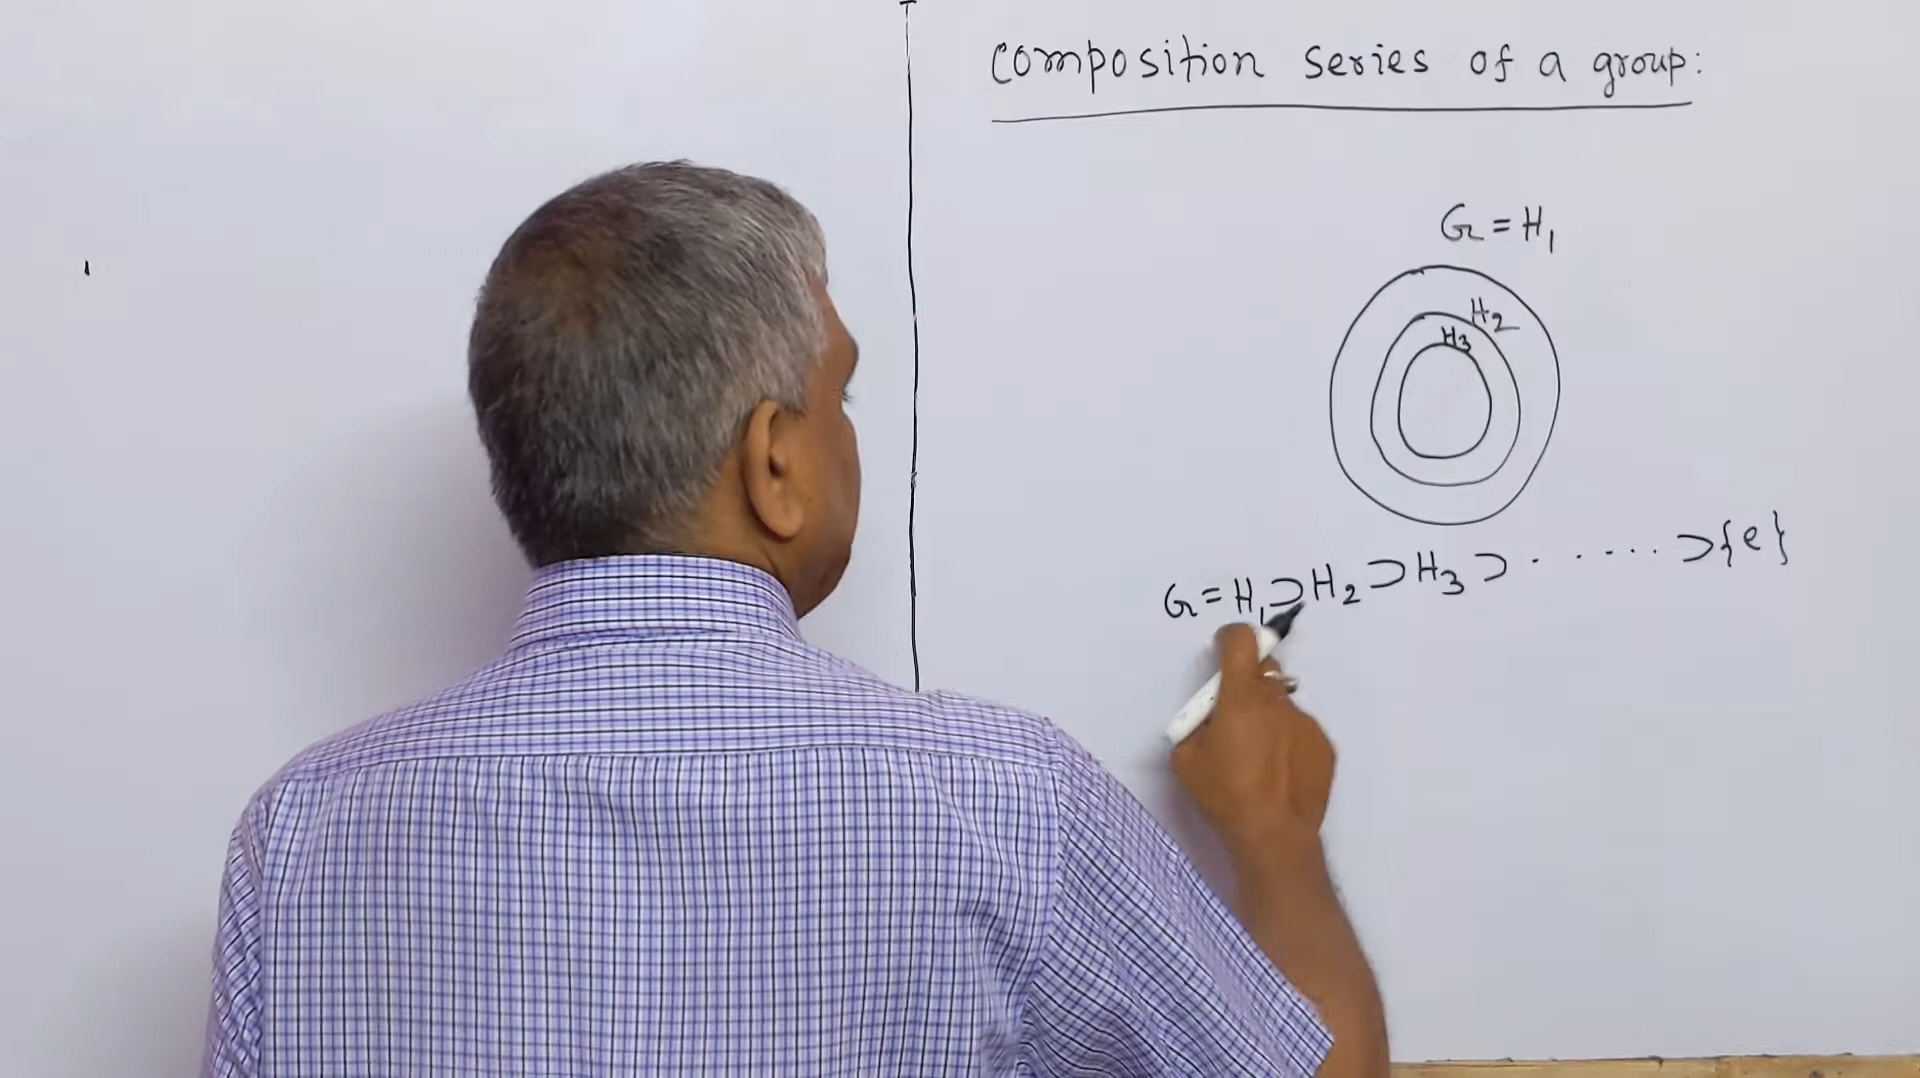 Composition series of a group:
G = H₁
H₂
H₃
G = H₁ ⊃ H₂ ⊃ H₃ ⊃ . . . . . . ⊃ {e}